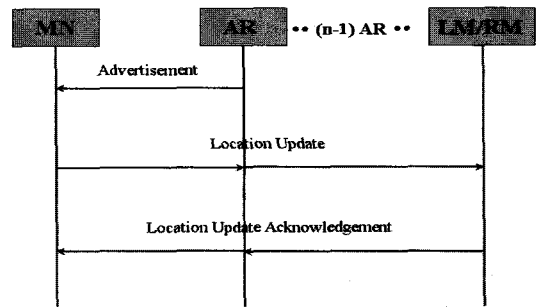 MN AR •• (n-1) AR •• LM/RM
Advertisement
Location Update
Location Update Acknowledgement